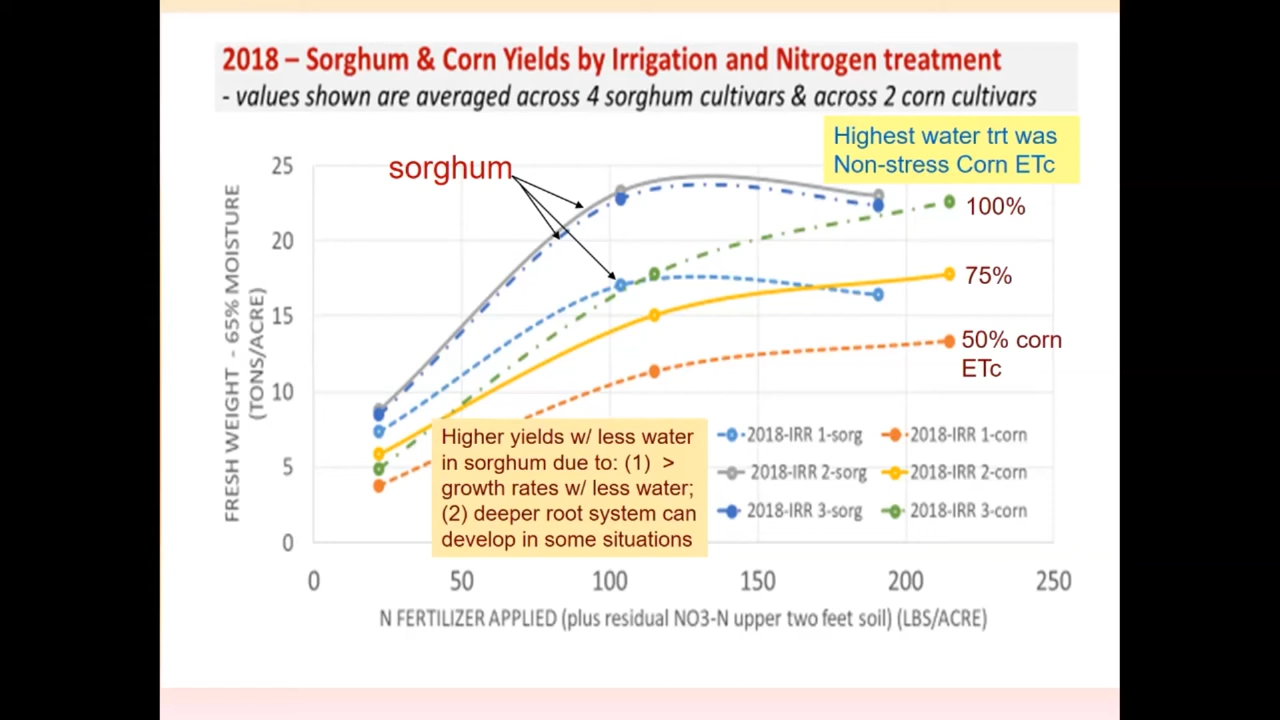 2018 – Sorghum & Corn Yields by Irrigation and Nitrogen treatment
- values shown are averaged across 4 sorghum cultivars & across 2 corn cultivars
Highest water trt was
Non-stress Corn ETc
sorghum
FRESH WEIGHT - 65% MOISTURE
(TONS/ACRE)
25
20
15
10
5
0
100%
75%
50% corn
ETc
Higher yields w/ less water
in sorghum due to: (1) >
growth rates w/ less water;
(2) deeper root system can
develop in some situations
2018-IRR 1-sorg 2018-IRR 1-corn
2018-IRR 2-sorg 2018-IRR 2-corn
2018-IRR 3-sorg 2018-IRR 3-corn
0 50 100 150 200 250
N FERTILIZER APPLIED (plus residual NO3-N upper two feet soil) (LBS/ACRE)